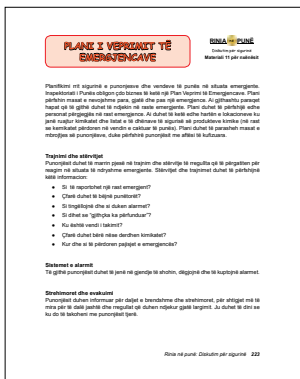 PLANI I VEPRIMIT TË
EMERGJENCAVE
RINIA NË PUNË
Diskutim për sigurinë
Materiali 11 për nxënësit
Planifikimi rrit sigurinë e punonjesve dhe vendeve të punës në situata emergjente.
Inspektorati i Punës obligon çdo biznes të ketë një Plan Veprimi të Emergjencave. Plani
përfshin masat e nevojshme para, gjatë dhe pas një emergjence. Ai gjithashtu paraqet
hapat që të gjithë duhet të ndjekin në raste emergjente. Plani duhet të përfshijë edhe
personat përgjegjës në rast emergjence. Ai duhet të ketë edhe hartën e lokacioneve ku
janë ruajtur kimikatet dhe listat e të dhënave të sigurisë së produkteve kimike (në rast
se kemikatet përdoren në vendin e caktuar të punës). Plani duhet të parasheh masat e
mbrojtjes së punonjësve, duke përfshirë punonjësit me aftësi të kufizuara.
Trajnimi dhe stërvitjet
Punonjësit duhet të marrin pjesë në trajnim dhe stërvitje të rregullta që të përgatiten për
reagim në situata të ndryshme emergjente. Stërvitjet dhe trajnimet duhet të përfshijnë
këtë informacion:
● Si të raportohet një rast emergjent?
● Çfarë duhet të bëjnë punëtorët?
● Si tingëllojnë dhe si duken alarmet?
● Si dihet se "gjithçka ka përfunduar"?
● Ku është vendi i takimit?
● Çfarë duhet bërë nëse derdhen kimikatet?
● Kur dhe si të përdoren pajisjet e emergjencës?
Sistemet e alarmit
Të gjithë punonjësit duhet të jenë në gjendje të shohin, dëgjojnë dhe të kuptojnë alarmet.
Strehimorët dhe evakuimi
Punonjësit duhen informuar për daljet e brendshme dhe strehimorët, për shtigjet më të
mira për të dalë jashtë dhe rregullat që duhen ndjekur gjatë largimit. Ju duhet të dini se
ku do të takoheni me punonjësit tjerë.
Rinia në punë: Diskutim për sigurinë 223